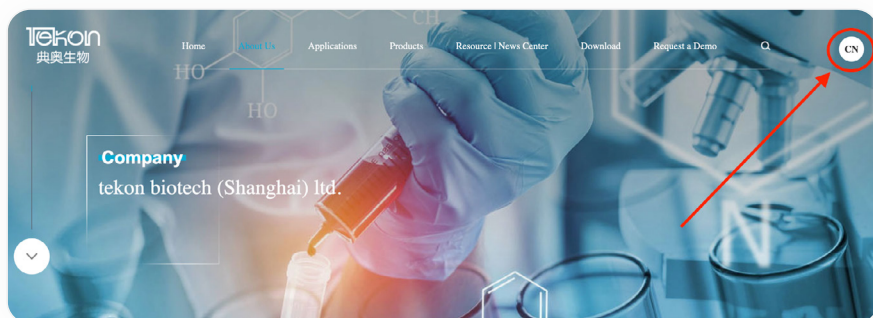 Tekon
典奥生物
Home About Us Applications Products Resource | News Center Download Request a Demo CN
CH
HO
HO
Company
tekon biotech (Shanghai) ltd.
N